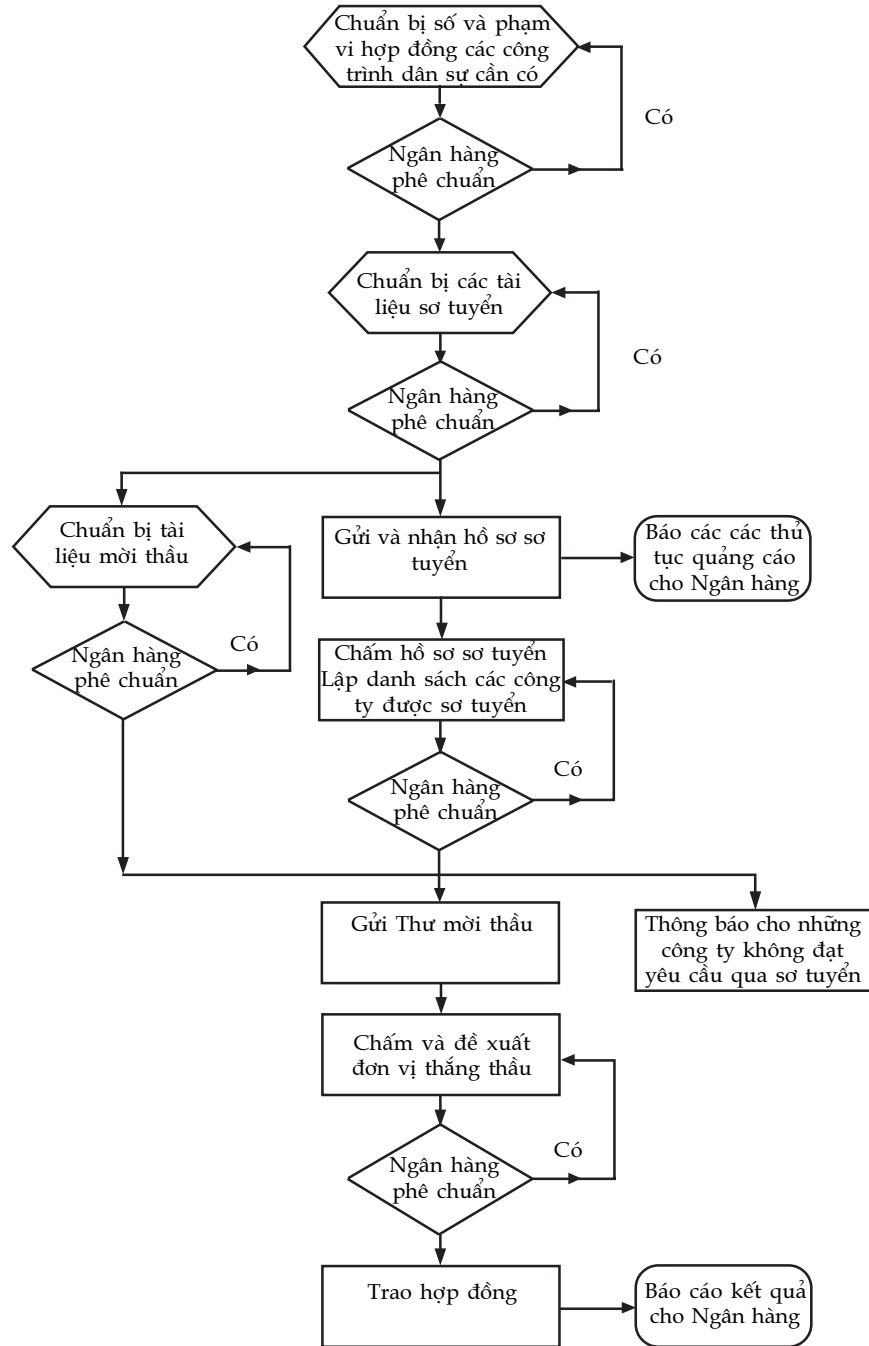 Chuẩn bị số và phạm
vi hợp đồng các công
trình dân sự cần có
Có
Ngân hàng
phê chuẩn
Chuẩn bị các tài
liệu sơ tuyển
Có
Ngân hàng
phê chuẩn
Chuẩn bị tài
liệu mời thầu
Gửi và nhận hồ sơ sơ
tuyển
Báo các các thủ
tục quảng cáo
cho Ngân hàng
Ngân hàng
phê chuẩn
Có
Chấm hồ sơ sơ tuyển
Lập danh sách các công
ty được sơ tuyển
Ngân hàng
phê chuẩn
Có
Gửi Thư mời thầu
Thông báo cho những
công ty không đạt
yêu cầu qua sơ tuyển
Chấm và đề xuất
đơn vị thắng thầu
Có
Ngân hàng
phê chuẩn
Trao hợp đồng
Báo cáo kết quả
cho Ngân hàng